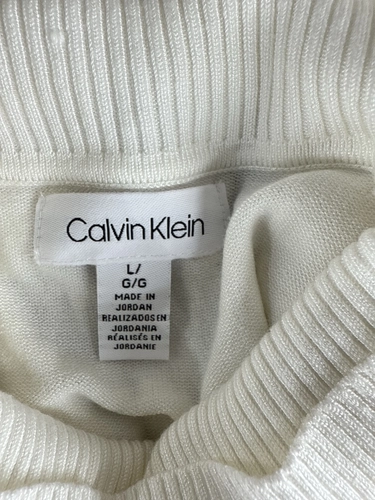 Calvin Klein
L/
G/G
MADE IN
JORDAN
REALIZADOS EN
JORDANIA
RÉALISÉS EN
JORDANIE